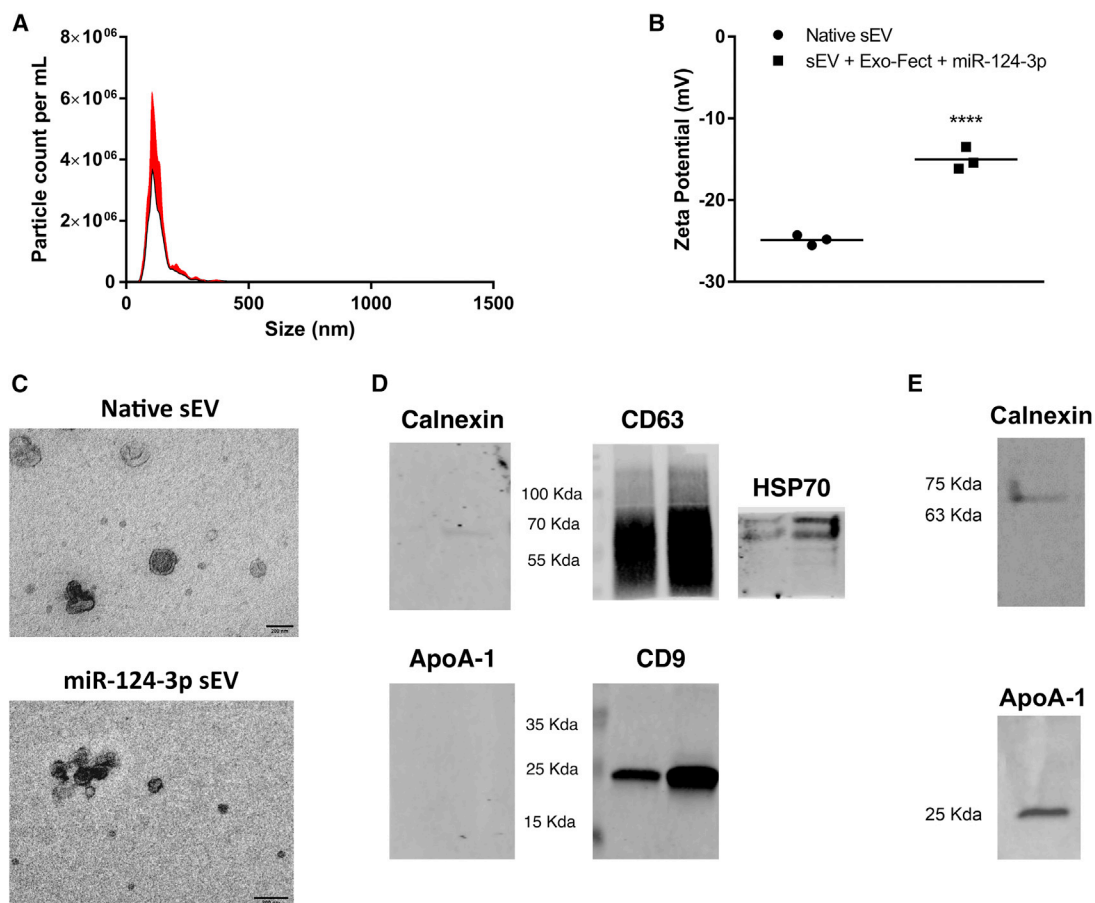 A
8×10⁰⁶
6×10⁰⁶
4×10⁰⁶
2×10⁰⁶
0
Particle count per mL
0 500 1000 1500
Size (nm)
B
Native sEV
sEV + Exo-Fect + miR-124-3p
****
0
-10
-20
-30
Zeta Potential (mV)
C
Native sEV
200 nm
miR-124-3p sEV
D
Calnexin
CD63
HSP70
100 Kda
70 Kda
55 Kda
ApoA-1
CD9
35 Kda
25 Kda
15 Kda
E
Calnexin
75 Kda
63 Kda
ApoA-1
25 Kda